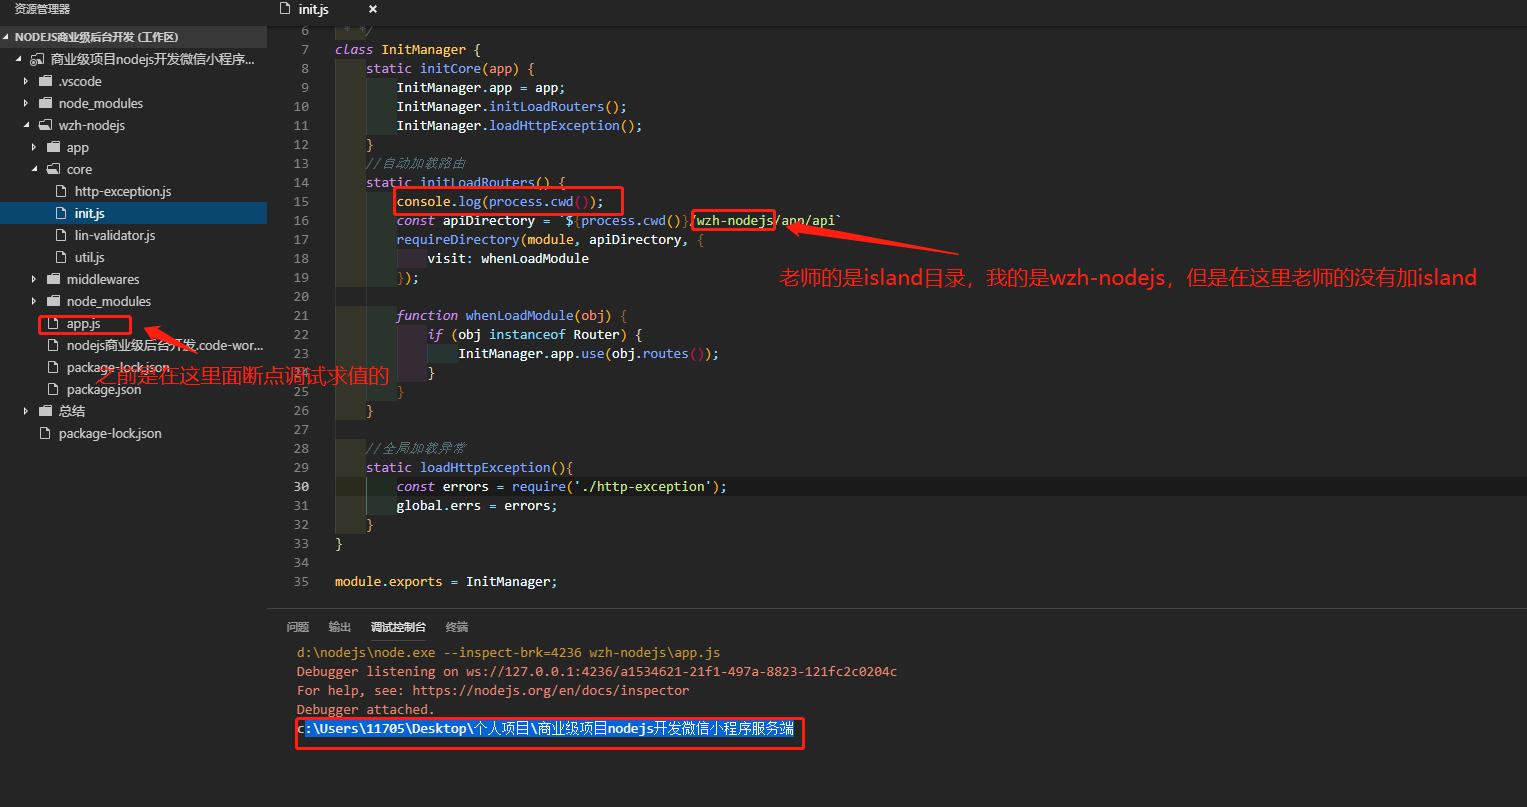 资源管理器
NODEJS商业级后台开发 (工作区)
商业级项目nodejs开发微信小程序...
.vscode
node_modules
wzh-nodejs
app
core
http-exception.js
init.js
lin-validator.js
util.js
middlewares
node_modules
app.js
nodejs商业级后台开发.code-wor...
package-lock.json
之前是在这里面断点调试求值的
package.json
总结
package-lock.json
init.js ×
6 * */
7 class InitManager {
8 static initCore(app) {
9 InitManager.app = app;
10 InitManager.initLoadRouters();
11 InitManager.loadHttpException();
12 }
13 //自动加载路由
14 static initLoadRouters() {
15 console.log(process.cwd());
16 const apiDirectory = `${process.cwd()}/wzh-nodejs/app/api`
17 requireDirectory(module, apiDirectory, {
18 visit: whenLoadModule
19 });
老师的是island目录，我的是wzh-nodejs，但是在这里老师的没有加island
20
21 function whenLoadModule(obj) {
22 if (obj instanceof Router) {
23 InitManager.app.use(obj.routes());
24 }
25 }
26 }
27
28 //全局加载异常
29 static loadHttpException(){
30 const errors = require('./http-exception');
31 global.errs = errors;
32 }
33 }
34
35 module.exports = InitManager;
问题 输出 调试控制台 终端
d:\nodejs\node.exe --inspect-brk=4236 wzh-nodejs\app.js
Debugger listening on ws://127.0.0.1:4236/a1534621-21f1-497a-8823-121fc2c0204c
For help, see: https://nodejs.org/en/docs/inspector
Debugger attached.
c:\Users\11705\Desktop\个人项目\商业级项目nodejs开发微信小程序服务端